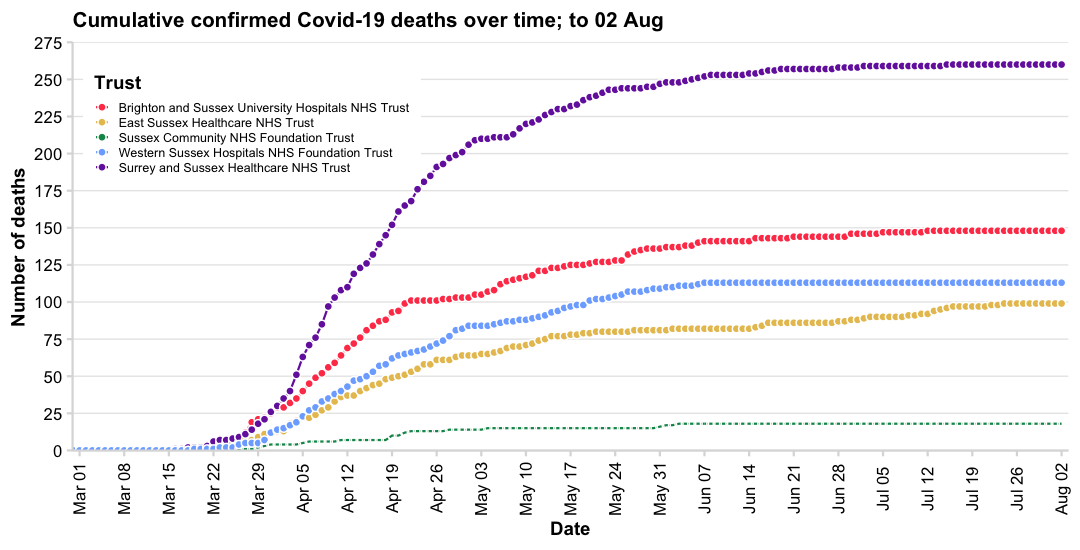 Cumulative confirmed Covid-19 deaths over time; to 02 Aug
275
250
225
200
175
150
125
100
75
50
25
0
Number of deaths
Trust
Brighton and Sussex University Hospitals NHS Trust
East Sussex Healthcare NHS Trust
Sussex Community NHS Foundation Trust
Western Sussex Hospitals NHS Foundation Trust
Surrey and Sussex Healthcare NHS Trust
Mar 01
Mar 08
Mar 15
Mar 22
Mar 29
Apr 05
Apr 12
Apr 19
Apr 26
May 03
May 10
May 17
May 24
May 31
Jun 07
Jun 14
Jun 21
Jun 28
Jul 05
Jul 12
Jul 19
Jul 26
Aug 02
Date